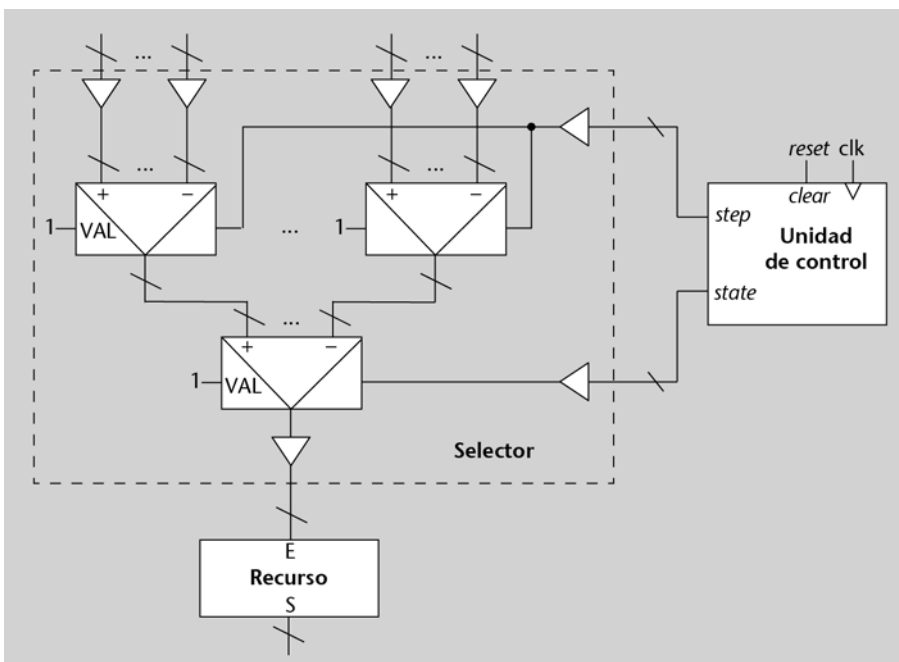 ... ...
reset clk
... ...
+ − + −
clear
step
Unidad
de control
1 VAL ... 1
state
...
+ −
1 VAL
Selector
E
Recurso
S